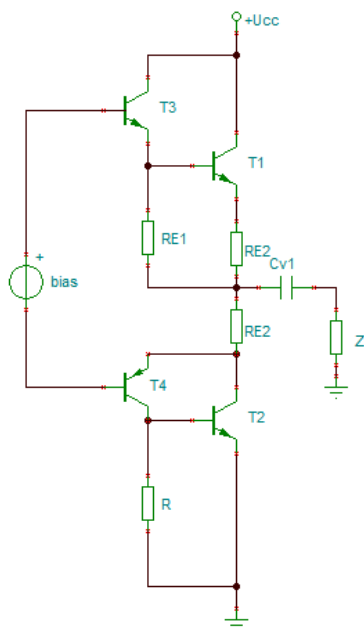 +Ucc
T3
T1
RE1
RE2
Cv1
+
bias
RE2
Z
T4
T2
R